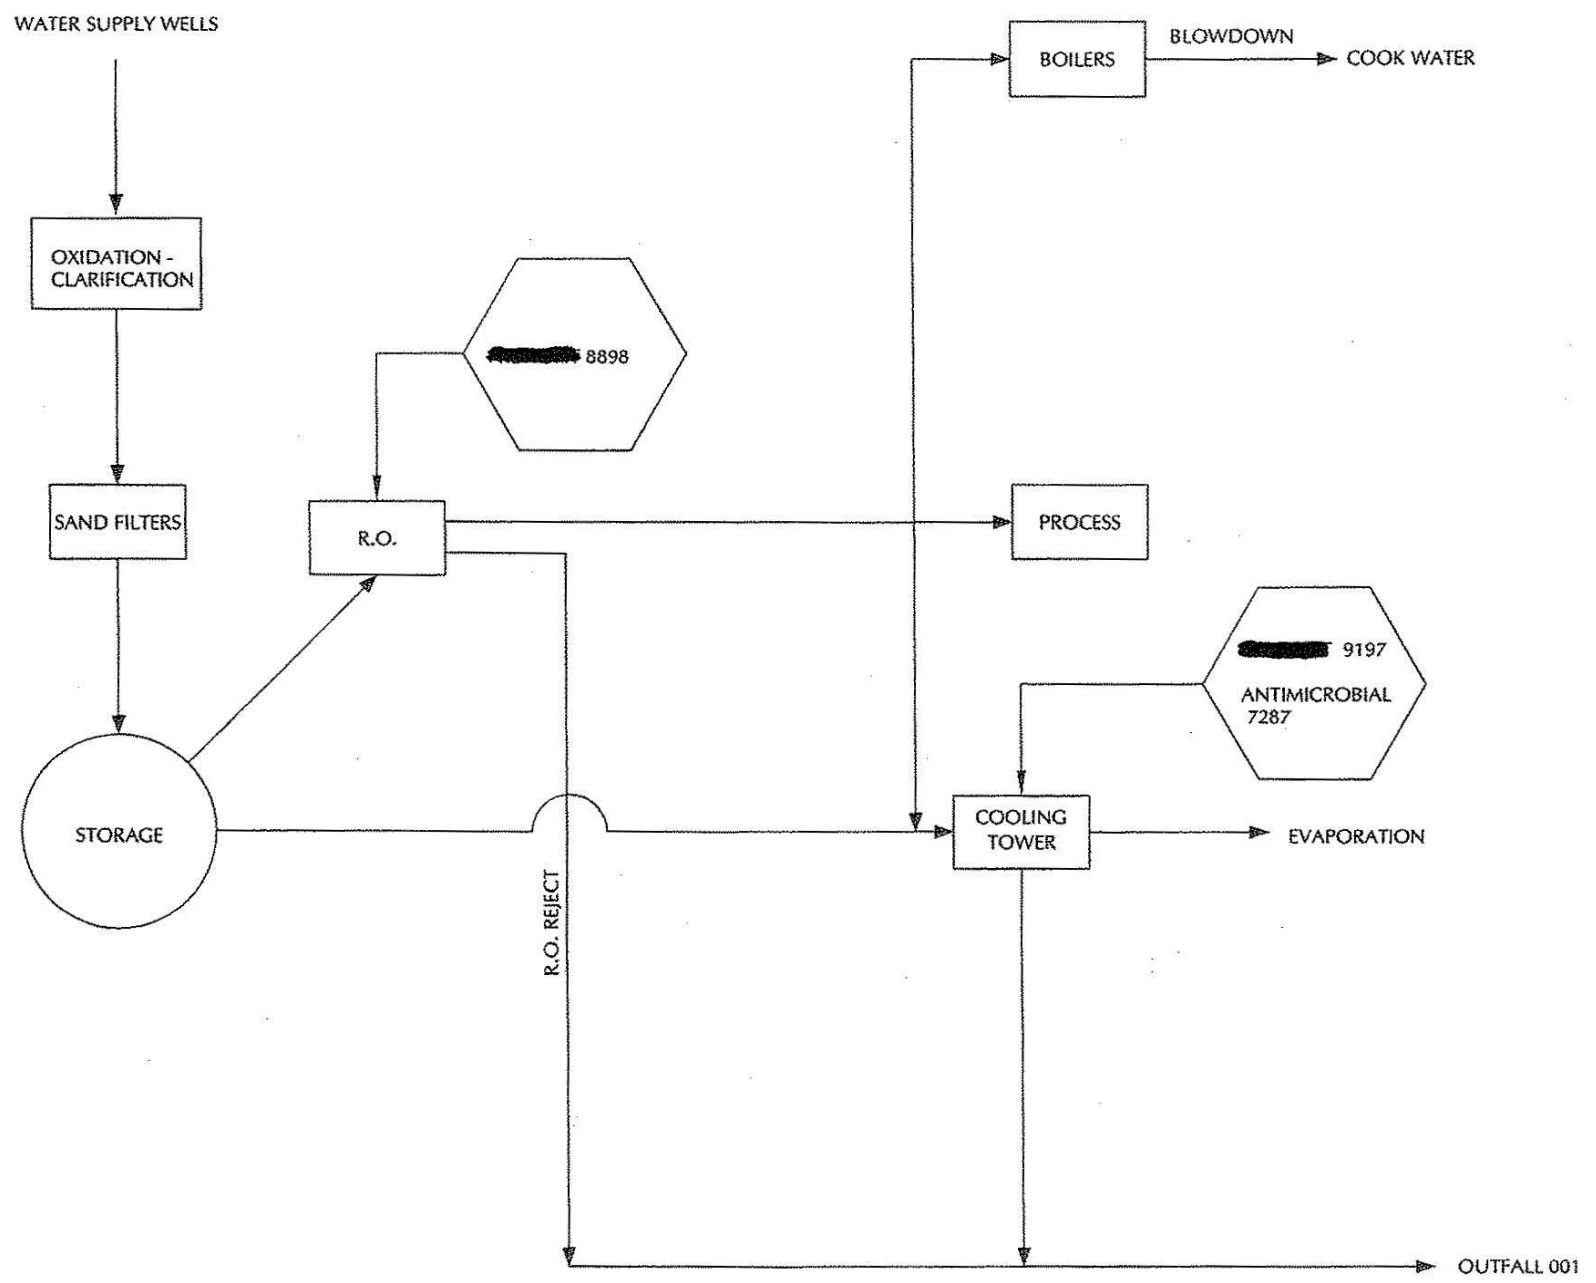 WATER SUPPLY WELLS
BOILERS
BLOWDOWN
COOK WATER
OXIDATION -
CLARIFICATION
8898
SAND FILTERS
R.O.
PROCESS
9197
ANTIMICROBIAL
7287
STORAGE
COOLING
TOWER
EVAPORATION
R.O. REJECT
OUTFALL 001